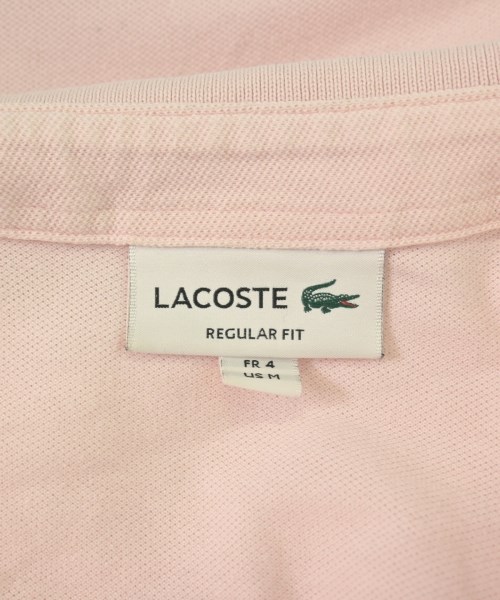 LACOSTE
REGULAR FIT
FR 4
US M